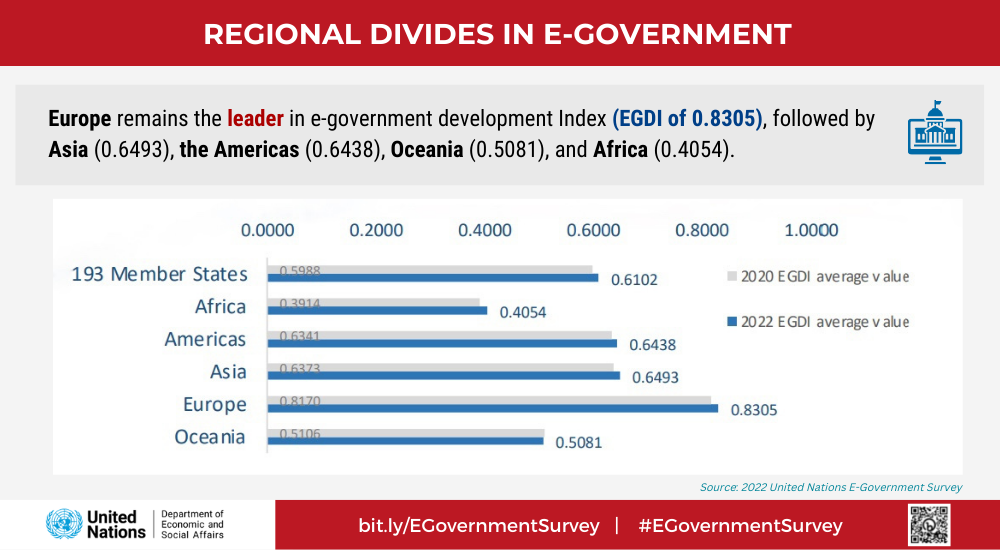 REGIONAL DIVIDES IN E-GOVERNMENT
Europe remains the leader in e-government development Index (EGDI of 0.8305), followed by
Asia (0.6493), the Americas (0.6438), Oceania (0.5081), and Africa (0.4054).
0.0000 0.2000 0.4000 0.6000 0.8000 1.0000
193 Member States 0.5988 0.6102
Africa 0.3914 0.4054
Americas 0.6341 0.6438
Asia 0.6373 0.6493
Europe 0.8170 0.8305
Oceania 0.5106 0.5081
2020 EGDI average value
2022 EGDI average value
Source: 2022 United Nations E-Government Survey
United
Nations
Department of
Economic and
Social Affairs
bit.ly/EGovernmentSurvey | #EGovernmentSurvey